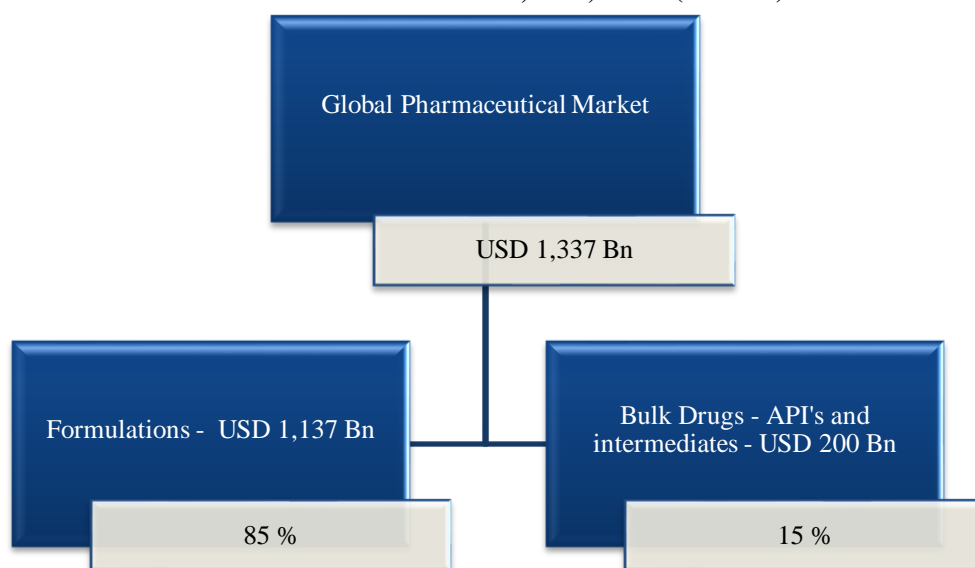 Global Pharmaceutical Market
USD 1,337 Bn
Formulations - USD 1,137 Bn
85 %
Bulk Drugs - API's and
intermediates - USD 200 Bn
15 %